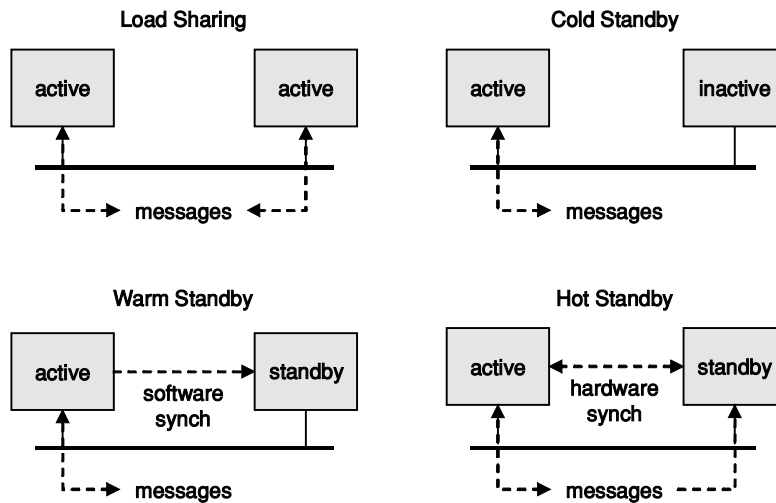 Load Sharing
active
active
messages
Cold Standby
active
inactive
messages
Warm Standby
active
standby
software
synch
messages
Hot Standby
active
standby
hardware
synch
messages